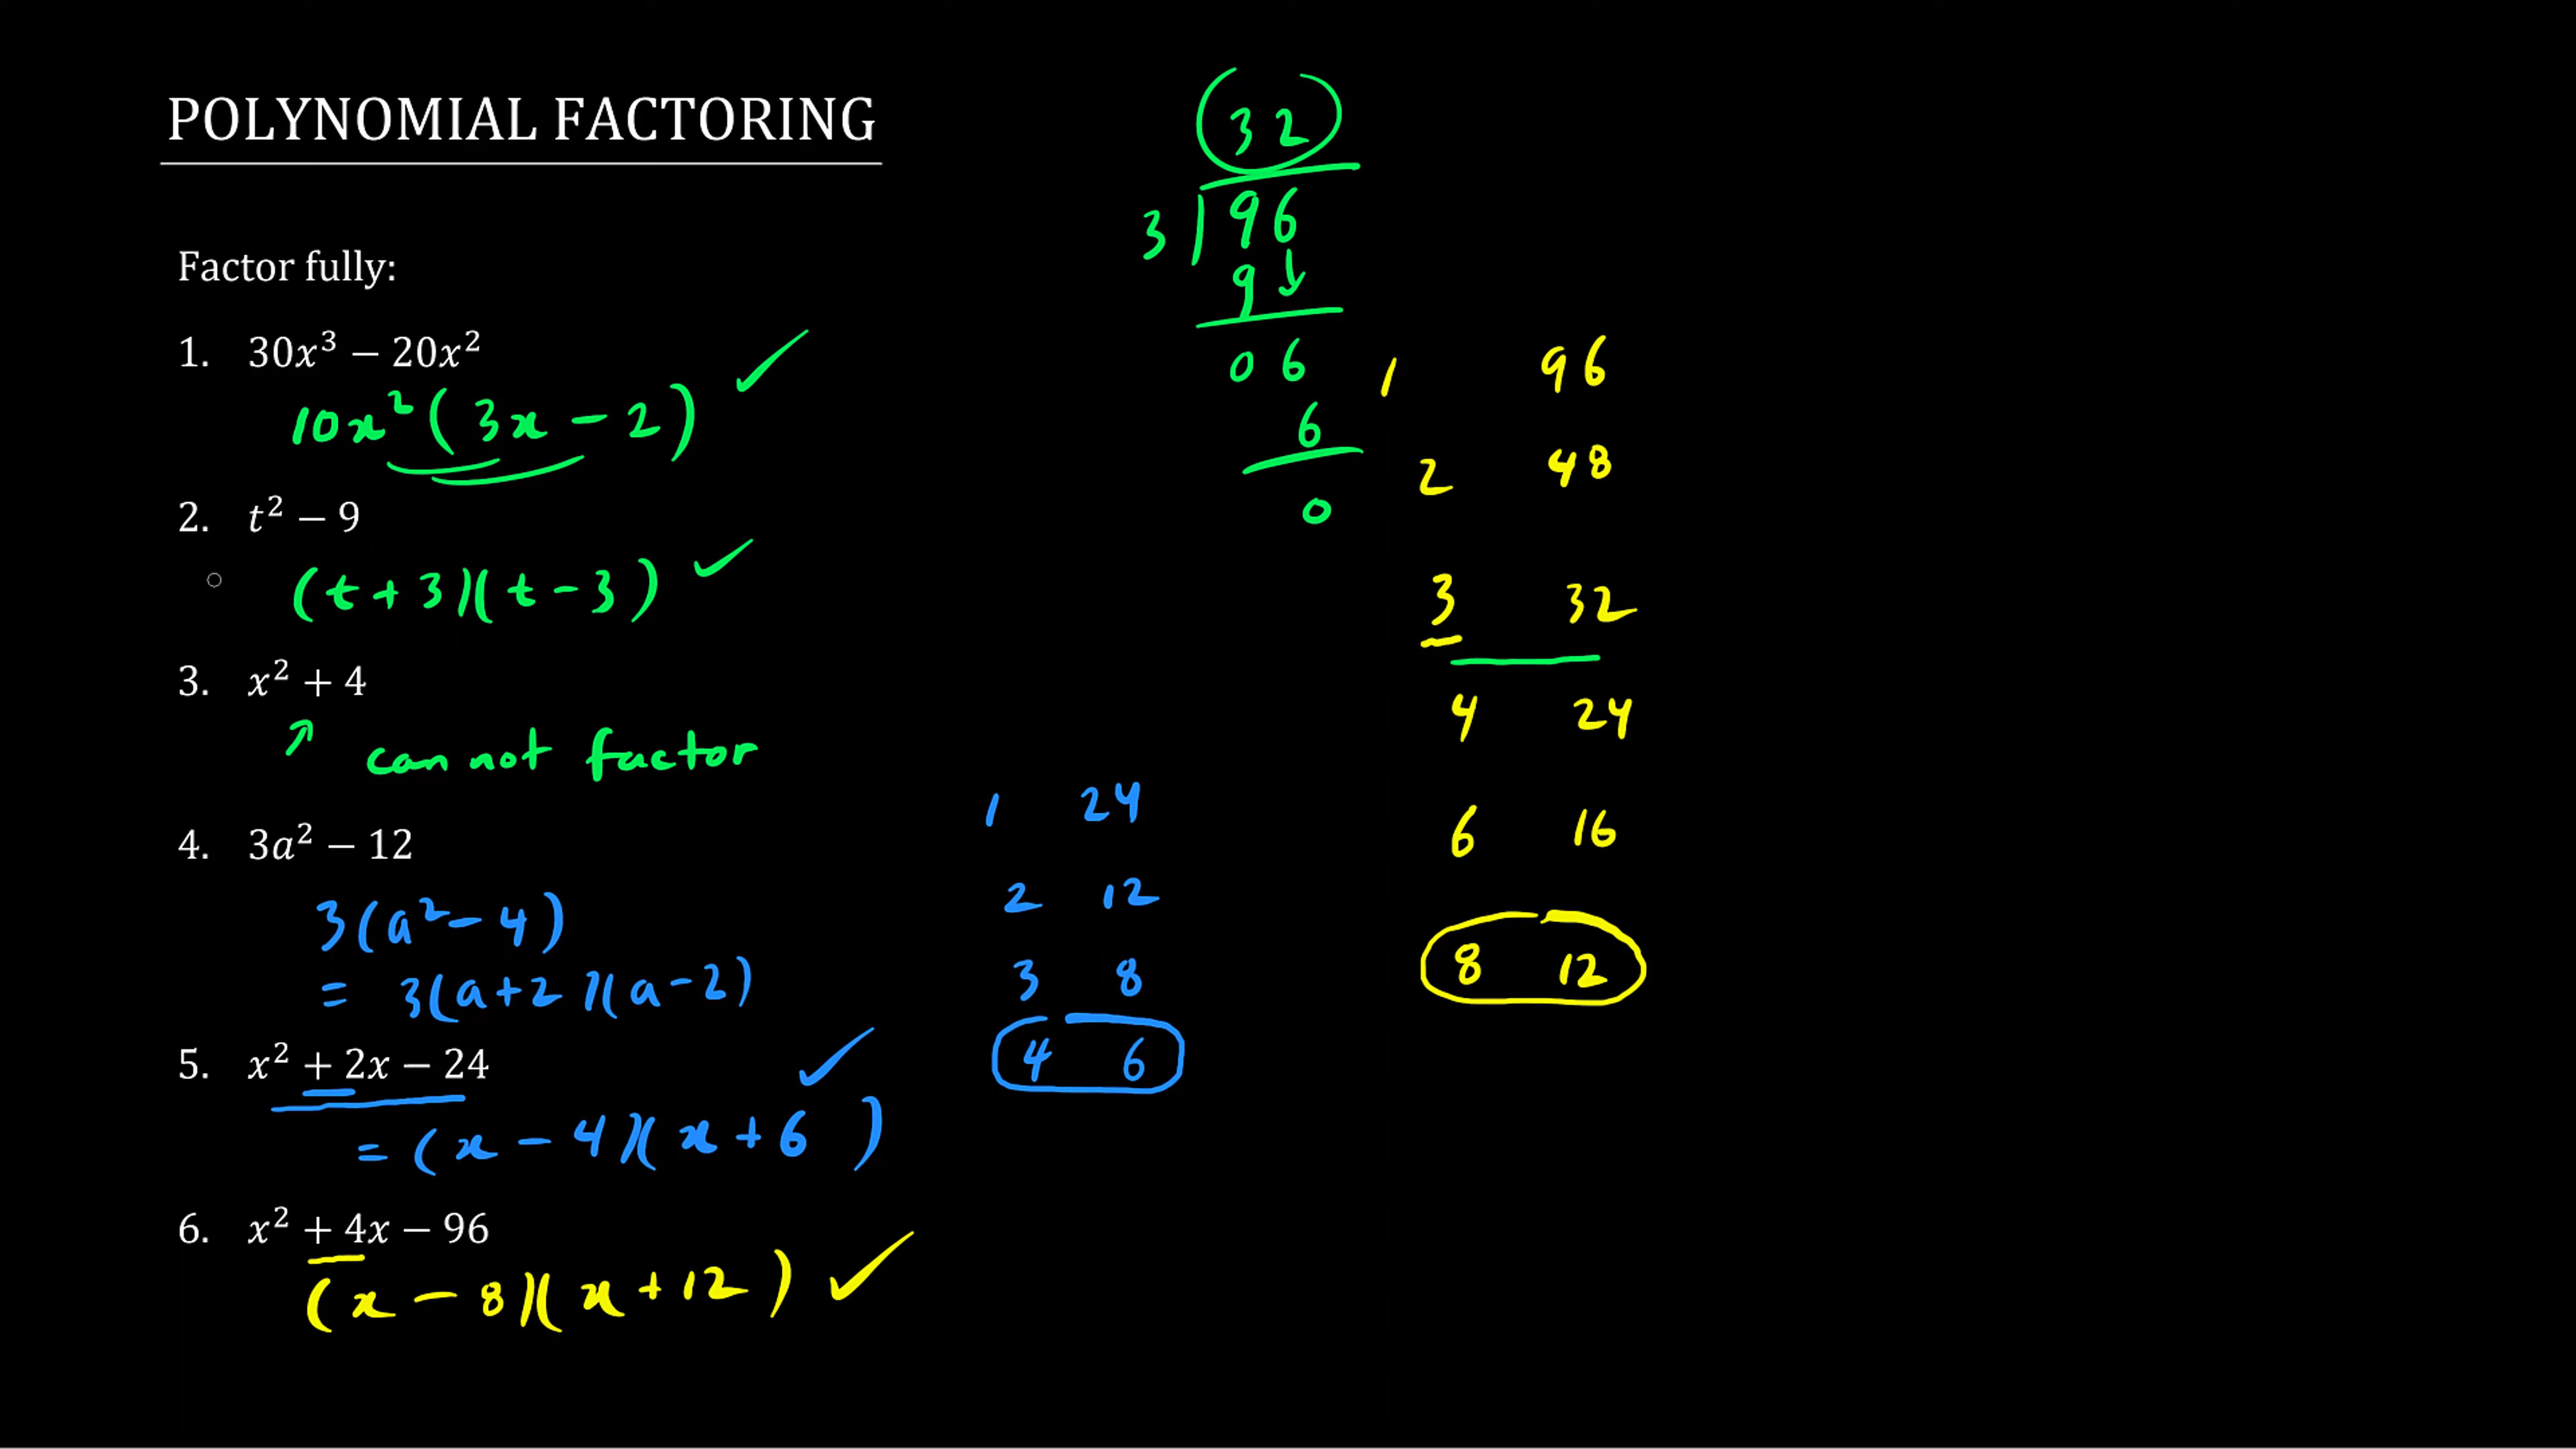 POLYNOMIAL FACTORING
Factor fully:
1. 30x³ − 20x²
10x²(3x − 2)
2. t² − 9
(t + 3)(t − 3)
3. x² + 4
↗ can not factor
4. 3a² − 12
3(a² − 4)
= 3(a + 2)(a − 2)
5. x² + 2x − 24
= (x − 4)(x + 6)
6. x² + 4x − 96
(x − 8)(x + 12)
32
3 96
9
06
6
0
1 24
2 12
3 8
4 6
1 96
2 48
3 32
4 24
6 16
8 12